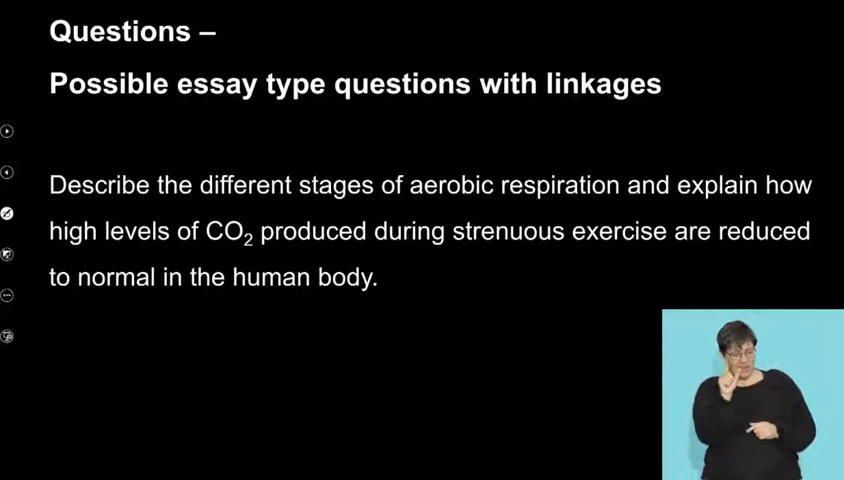 Questions –
Possible essay type questions with linkages
Describe the different stages of aerobic respiration and explain how
high levels of CO₂ produced during strenuous exercise are reduced
to normal in the human body.